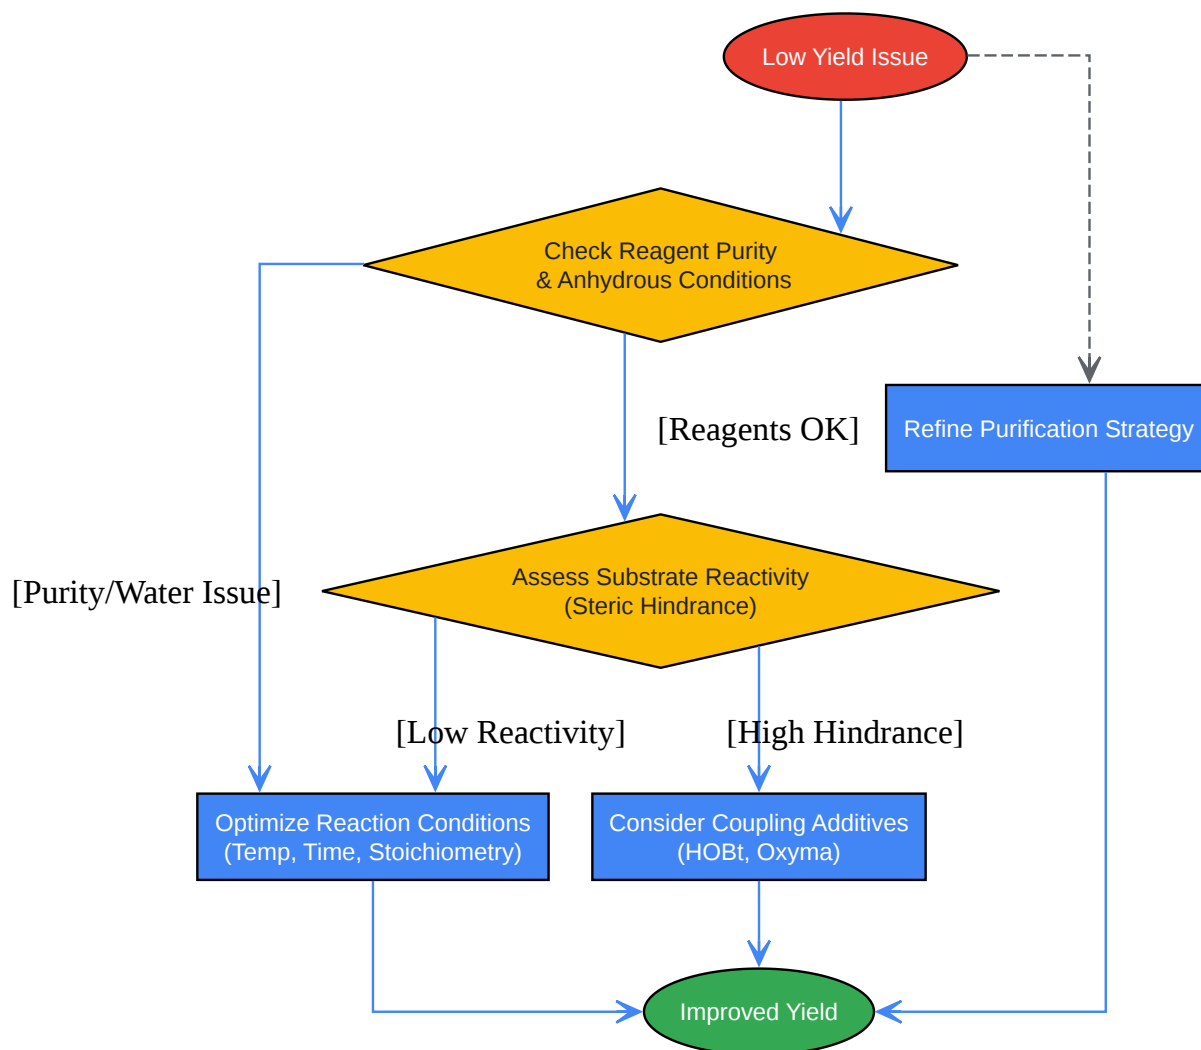 Low Yield Issue
Check Reagent Purity
& Anhydrous Conditions
[Reagents OK]
Refine Purification Strategy
[Purity/Water Issue]
Assess Substrate Reactivity
(Steric Hindrance)
[Low Reactivity]
[High Hindrance]
Optimize Reaction Conditions
(Temp, Time, Stoichiometry)
Consider Coupling Additives
(HOBt, Oxyma)
Improved Yield